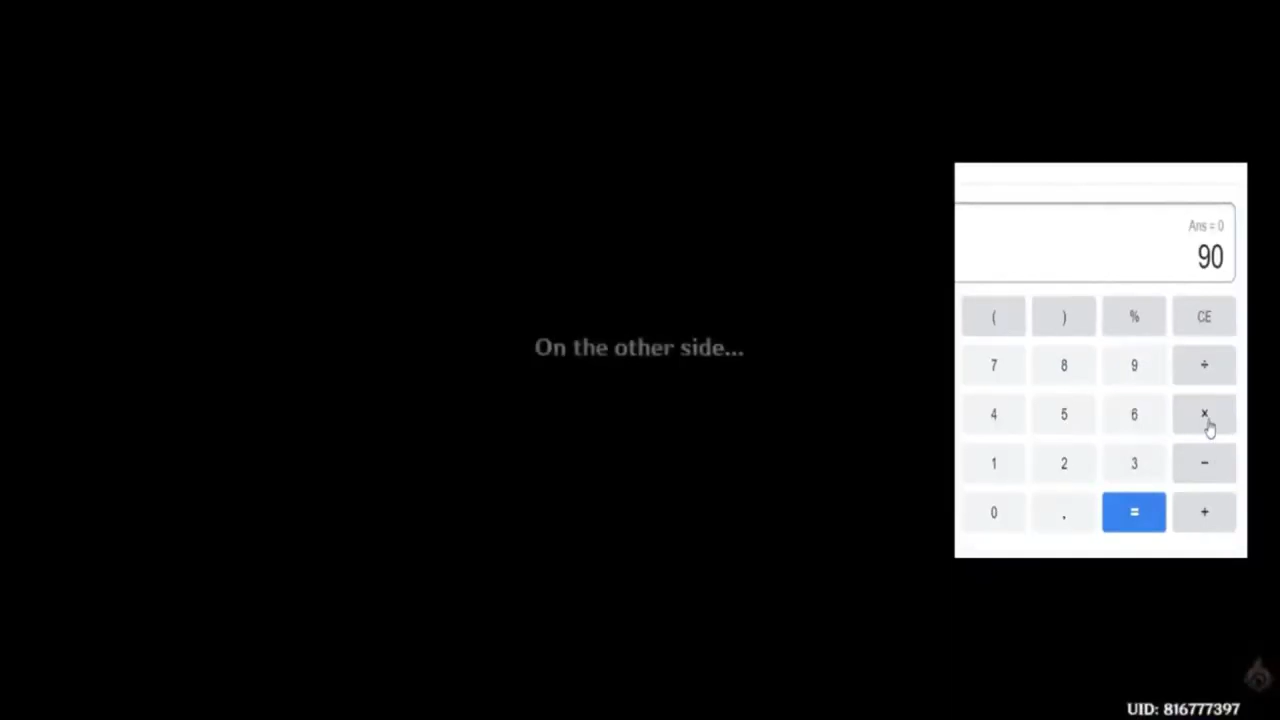 On the other side...
Ans = 0
90
( ) % CE
7 8 9 ÷
4 5 6 ×
1 2 3 −
0 . = +
UID: 816777397